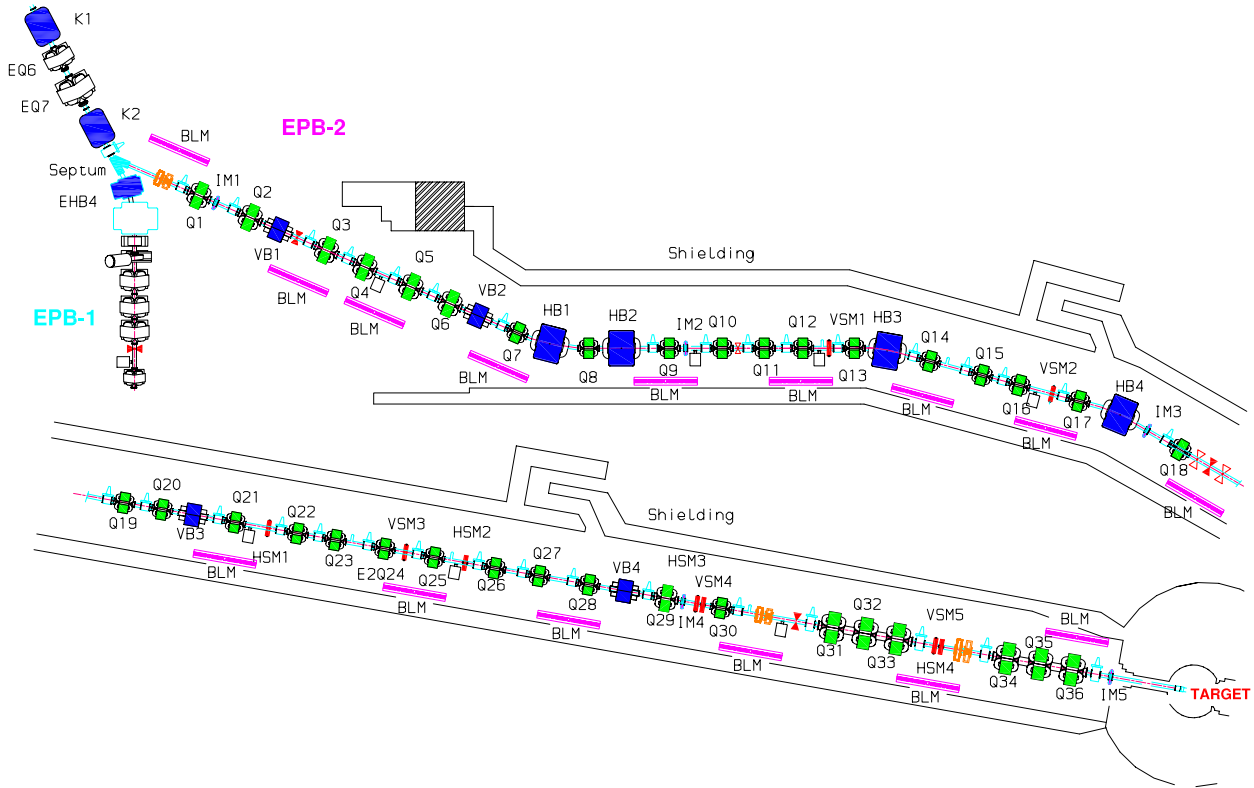 K1
EQ6
EQ7
K2
BLM
EPB-2
Septum
IM1
EHB4
Q2
Q1
Q3
VB1
Shielding
Q5
BLM
Q4
VB2
BLM
Q6
EPB-1
Q7
HB1
HB2
Q8
BLM
IM2
Q10
Q9
BLM
Q12
Q11
VSM1
HB3
BLM
Q13
Q14
Q15
VSM2
BLM
Q16
Q17
HB4
BLM
IM3
Q18
BLM
Q19
Q20
VB3
Q21
BLM
HSM1
Q22
Q23
VSM3
E2Q24
HSM2
BLM
Q25
Q26
Q27
Shielding
Q28
BLM
VB4
HSM3
Q29
IM4
VSM4
Q30
BLM
Q32
Q31
Q33
VSM5
HSM4
BLM
BLM
Q35
Q34
Q36
IM5
TARGET